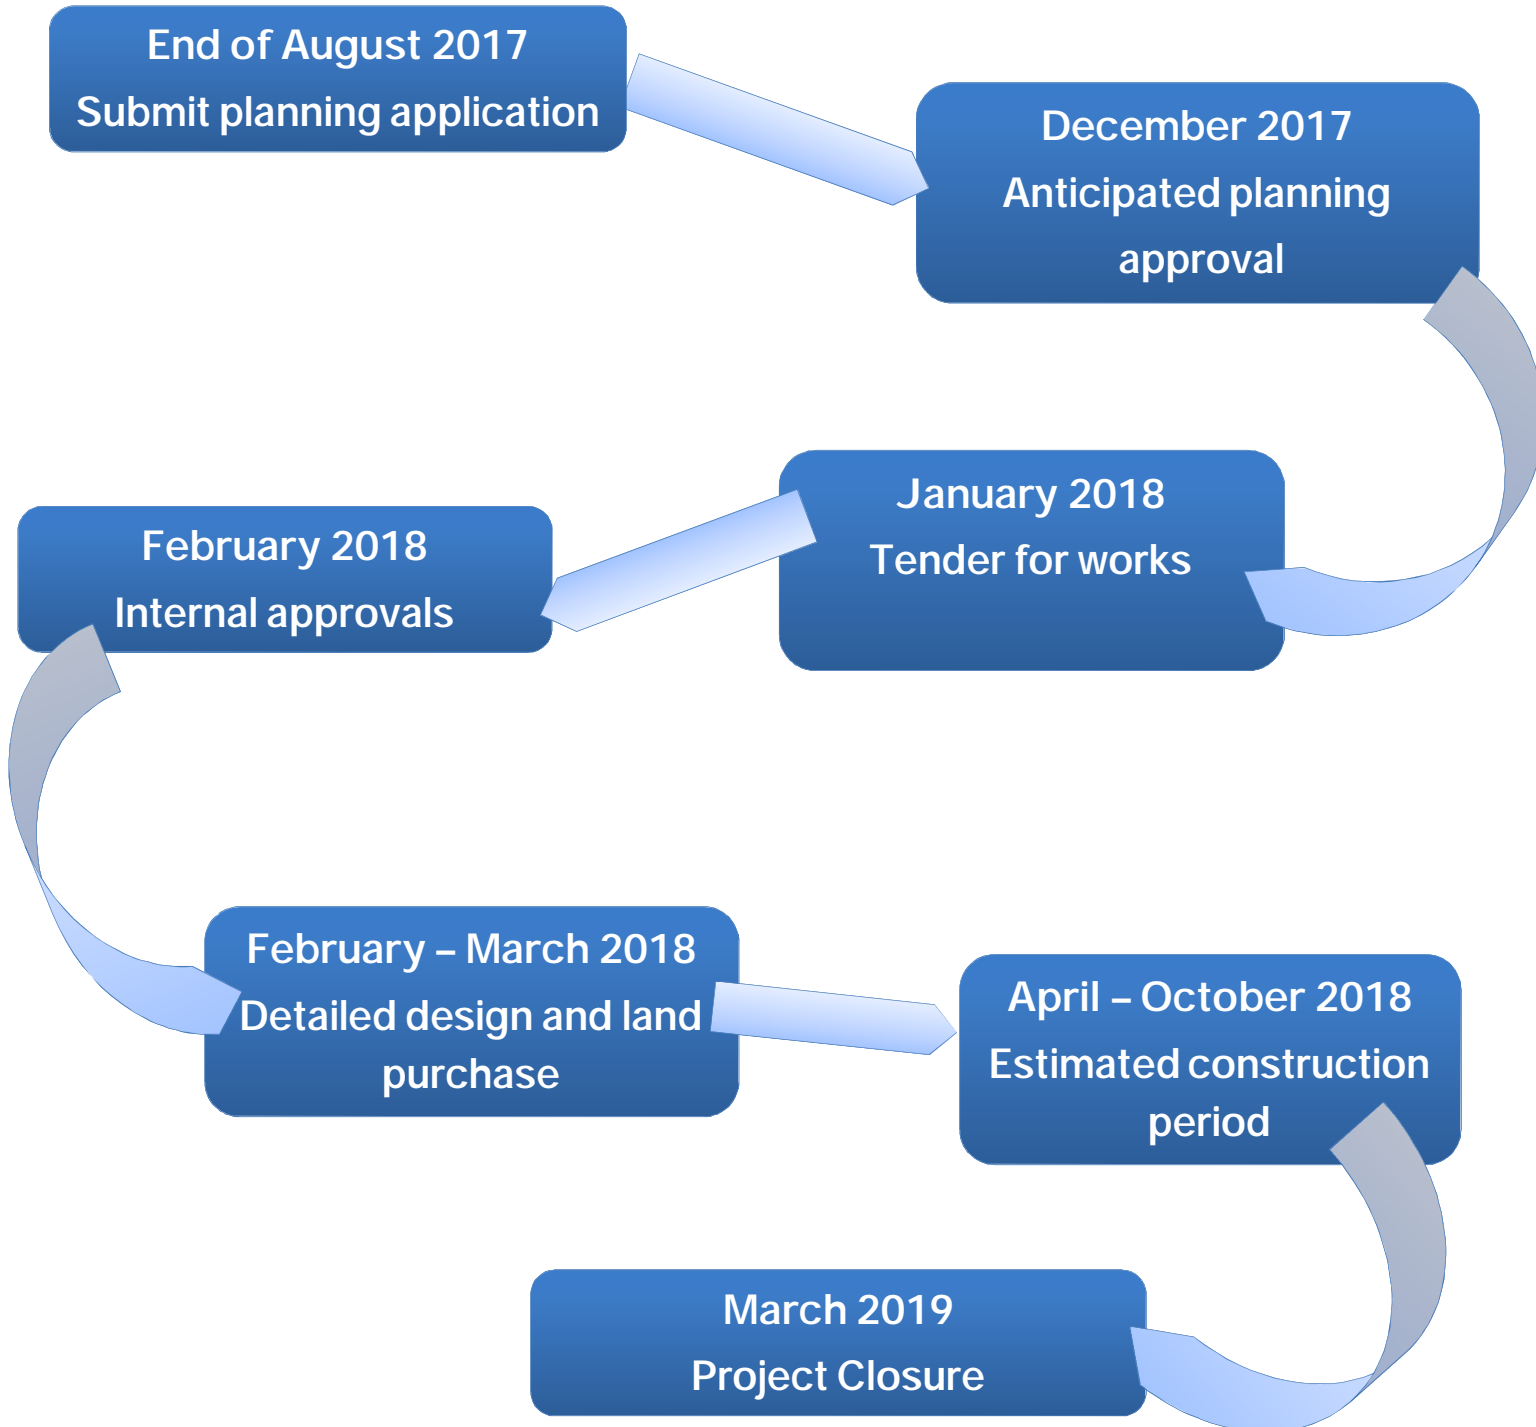 End of August 2017
Submit planning application
December 2017
Anticipated planning
approval
January 2018
Tender for works
February 2018
Internal approvals
February – March 2018
Detailed design and land
purchase
April – October 2018
Estimated construction
period
March 2019
Project Closure